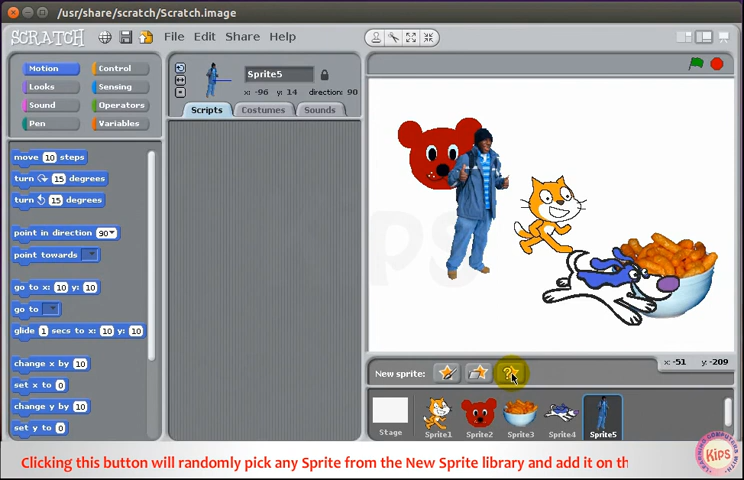 /usr/share/scratch/Scratch.image
SCRATCH File Edit Share Help
Motion Control
Looks Sensing
Sound Operators
Pen Variables
Sprite5
x: -96 y: 14 direction: 90
Scripts Costumes Sounds
move 10 steps
turn 15 degrees
turn 15 degrees
point in direction 90
point towards
go to x: 10 y: 10
go to
glide 1 secs to x: 10 y: 10
change x by 10
set x to 0
change y by 10
set y to 0
Kips
x: -51 y: -209
New sprite:
Stage Sprite1 Sprite2 Sprite3 Sprite4 Sprite5
Clicking this button will randomly pick any Sprite from the New Sprite library and add it on th
LEARNING COMPUTERS WITH
Kips